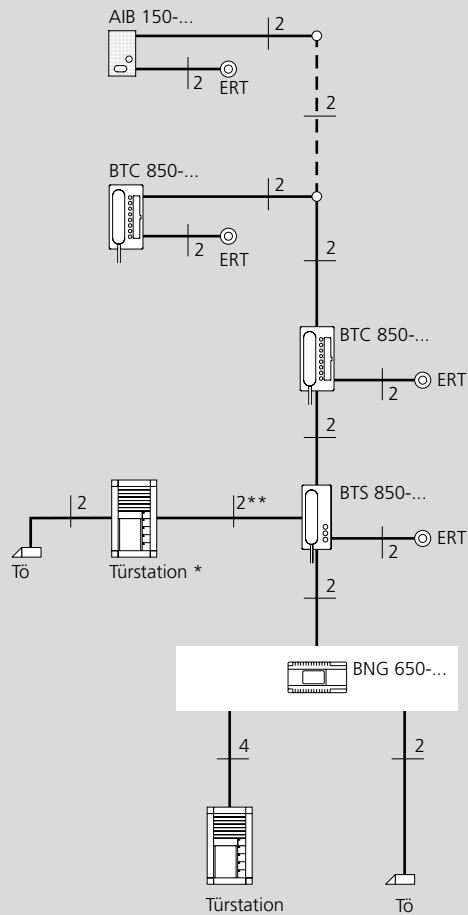 AIB 150-...
2
2
ERT
2
BTC 850-...
2
2
ERT
2
BTC 850-...
2
ERT
2
2
2**
BTS 850-...
2
ERT
Tö
Türstation *
2
BNG 650-...
4
2
Türstation
Tö